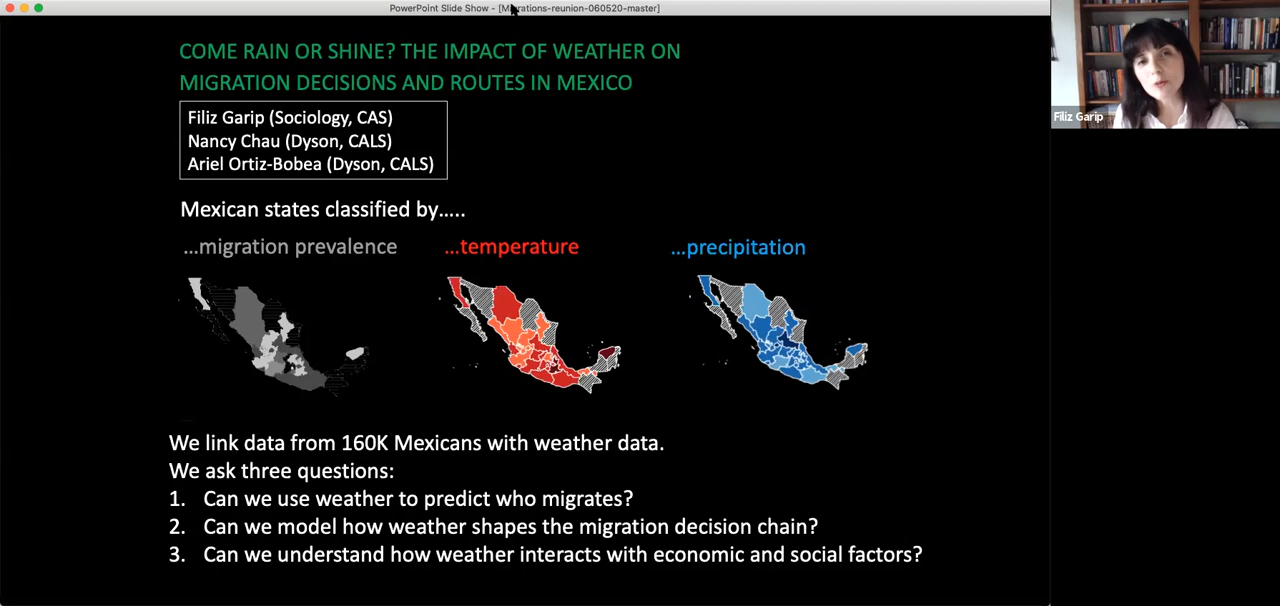 PowerPoint Slide Show - [Migrations-reunion-060520-master]
COME RAIN OR SHINE? THE IMPACT OF WEATHER ON
MIGRATION DECISIONS AND ROUTES IN MEXICO
Filiz Garip (Sociology, CAS)
Nancy Chau (Dyson, CALS)
Ariel Ortiz-Bobea (Dyson, CALS)
Filiz Garip
Mexican states classified by…..
…migration prevalence
…temperature
…precipitation
We link data from 160K Mexicans with weather data.
We ask three questions:
1. Can we use weather to predict who migrates?
2. Can we model how weather shapes the migration decision chain?
3. Can we understand how weather interacts with economic and social factors?